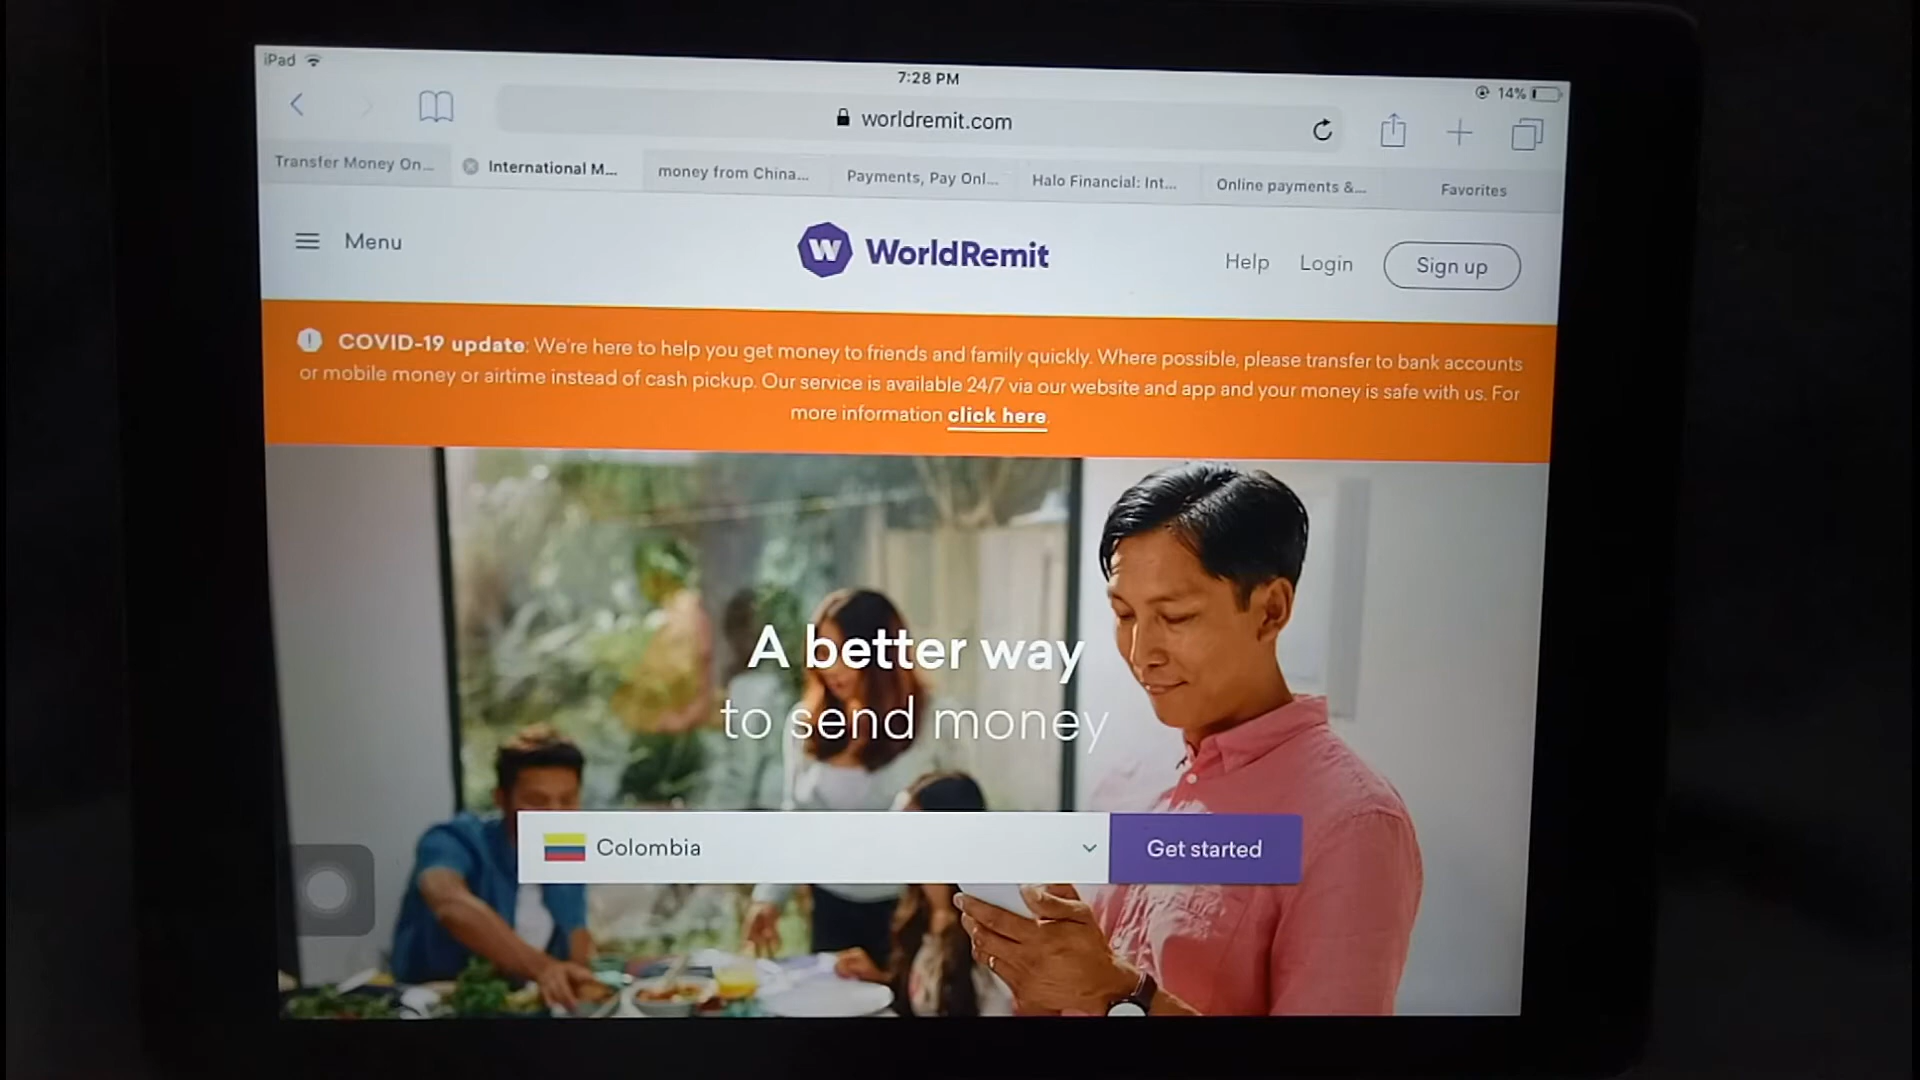 iPad
7:28 PM
14%
worldremit.com
Transfer Money On...
International M...
money from China...
Payments, Pay Onl...
Halo Financial: Int...
Online payments &...
Favorites
Menu
W WorldRemit
Help
Login
Sign up
! COVID-19 update: We're here to help you get money to friends and family quickly. Where possible, please transfer to bank accounts
or mobile money or airtime instead of cash pickup. Our service is available 24/7 via our website and app and your money is safe with us. For
more information click here.
A better way
to send money
Colombia
Get started